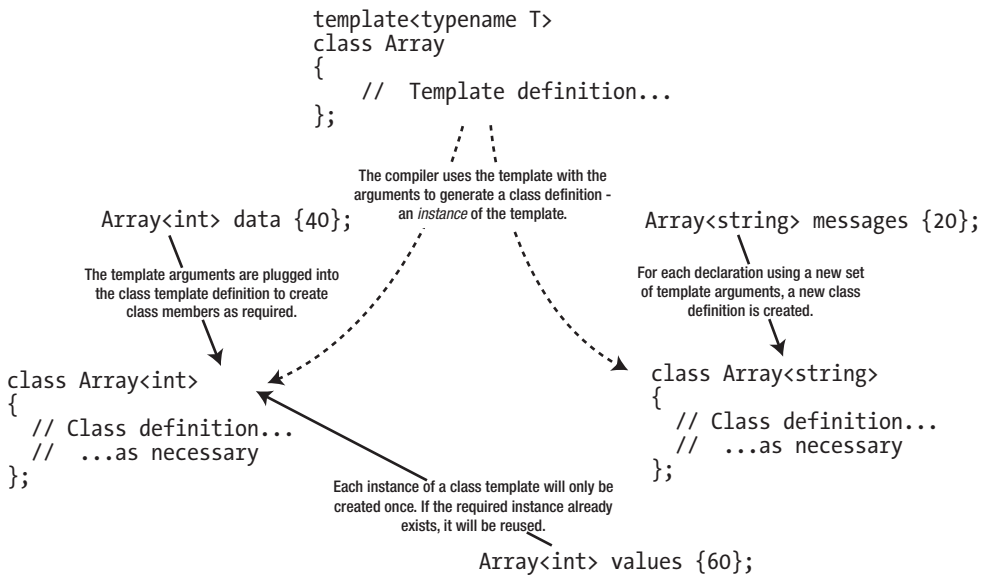 template<typename T>
class Array
{
    //  Template definition...
};
The compiler uses the template with the
arguments to generate a class definition -
an instance of the template.
Array<int> data {40};
The template arguments are plugged into
the class template definition to create
class members as required.
Array<string> messages {20};
For each declaration using a new set
of template arguments, a new class
definition is created.
class Array<int>
{
  // Class definition...
  //  ...as necessary
};
class Array<string>
{
  // Class definition...
  //  ...as necessary
};
Each instance of a class template will only be
created once. If the required instance already
exists, it will be reused.
Array<int> values {60};